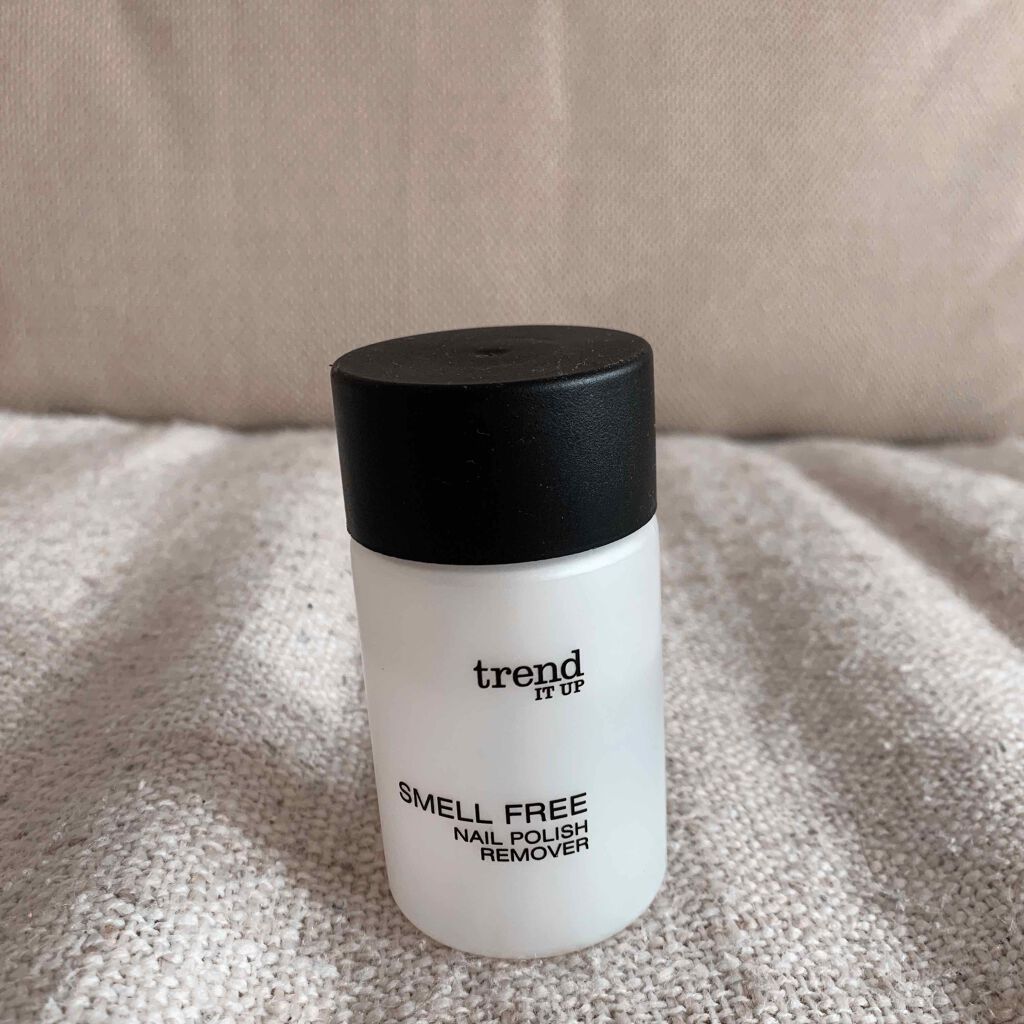 trend
IT UP
SMELL FREE
NAIL POLISH
REMOVER